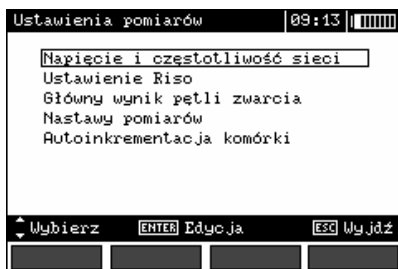 Ustawienia pomiarów 09:13
Napięcie i częstotliwość sieci
Ustawienie Riso
Główny wynik pętli zwarcia
Nastawy pomiarów
Autoinkrementacja komórki
Wybierz ENTER Edycja ESC Wyjdź